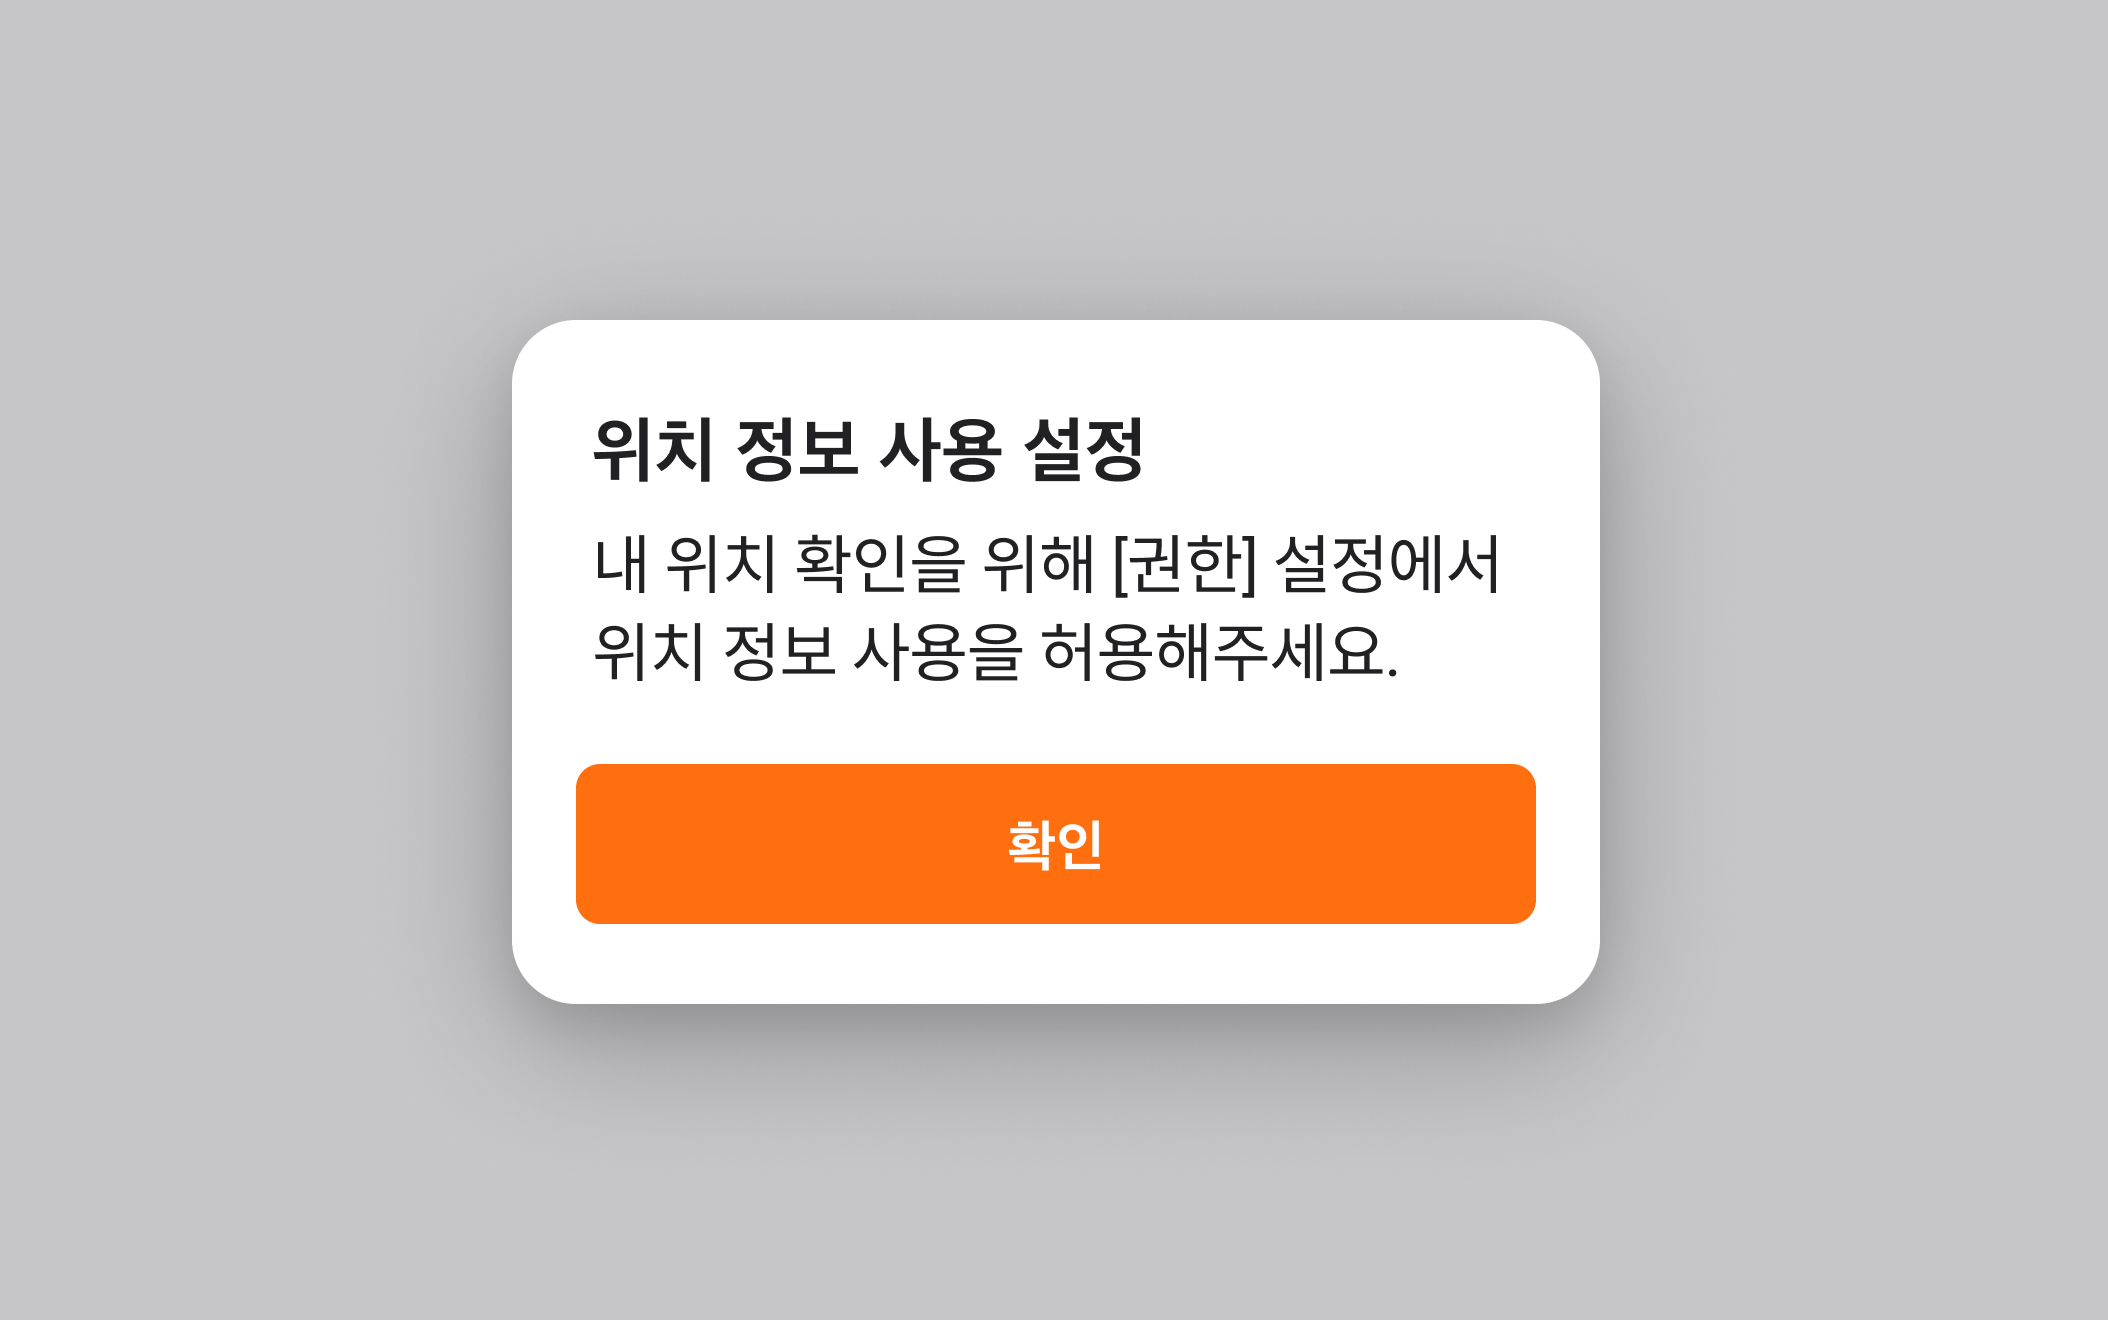 위치 정보 사용 설정
내 위치 확인을 위해 [권한] 설정에서
위치 정보 사용을 허용해주세요.
확인